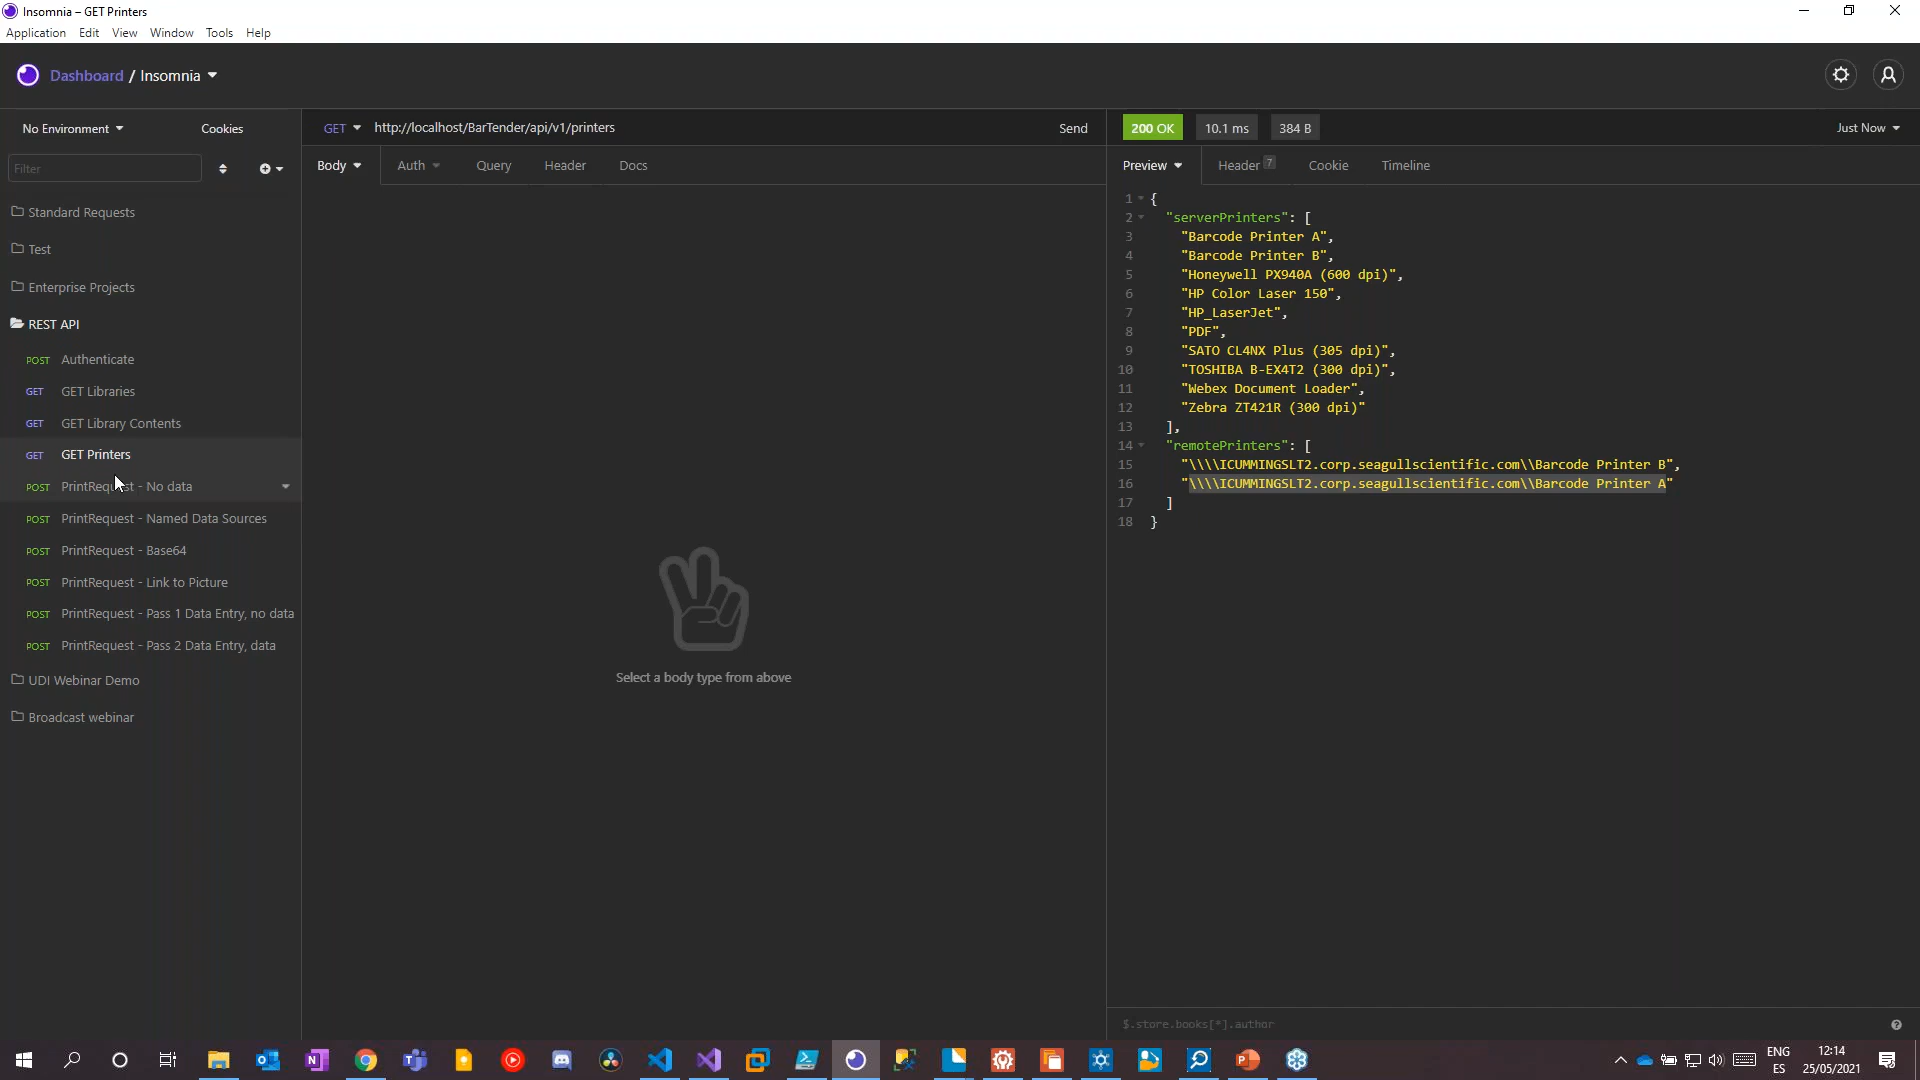 Insomnia – GET Printers
Application Edit View Window Tools Help
Dashboard / Insomnia
No Environment Cookies
GET http://localhost/BarTender/api/v1/printers Send
200 OK 10.1 ms 384 B Just Now
Filter
Body Auth Query Header Docs
Preview Header 7 Cookie Timeline
Standard Requests
Test
Enterprise Projects
REST API
POST Authenticate
GET GET Libraries
GET GET Library Contents
GET GET Printers
POST PrintRequest - No data
POST PrintRequest - Named Data Sources
POST PrintRequest - Base64
POST PrintRequest - Link to Picture
POST PrintRequest - Pass 1 Data Entry, no data
POST PrintRequest - Pass 2 Data Entry, data
UDI Webinar Demo
Broadcast webinar
Select a body type from above
1 {
2 "serverPrinters": [
3 "Barcode Printer A",
4 "Barcode Printer B",
5 "Honeywell PX940A (600 dpi)",
6 "HP Color Laser 150",
7 "HP_LaserJet",
8 "PDF",
9 "SATO CL4NX Plus (305 dpi)",
10 "TOSHIBA B-EX4T2 (300 dpi)",
11 "Webex Document Loader",
12 "Zebra ZT421R (300 dpi)"
13 ],
14 "remotePrinters": [
15 "\\\\ICUMMINGSLT2.corp.seagullscientific.com\\Barcode Printer B",
16 "\\\\ICUMMINGSLT2.corp.seagullscientific.com\\Barcode Printer A"
17 ]
18 }
$.store.books[*].author
ENG
ES
12:14
25/05/2021